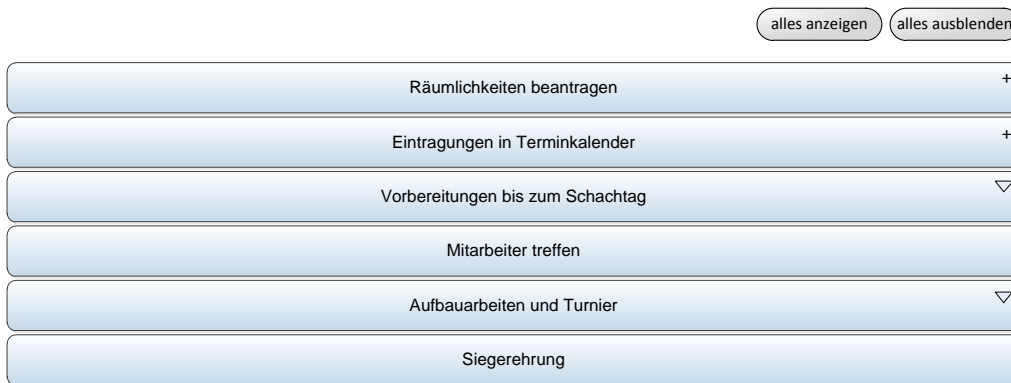 alles anzeigen alles ausblenden
Räumlichkeiten beantragen +
Eintragungen in Terminkalender +
Vorbereitungen bis zum Schachtag
Mitarbeiter treffen
Aufbauarbeiten und Turnier
Siegerehrung